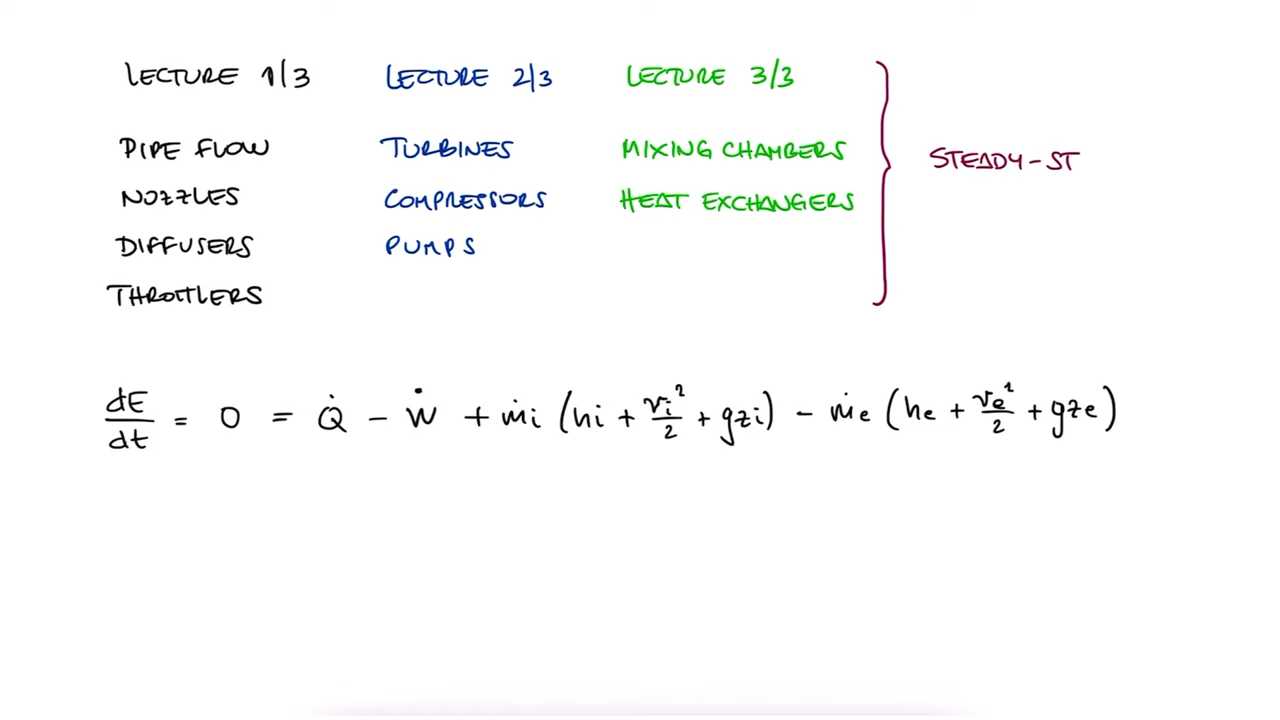 LECTURE 1/3 LECTURE 2/3 LECTURE 3/3
PIPE FLOW TURBINES MIXING CHAMBERS STEADY-ST
NOZZLES COMPRESSORS HEAT EXCHANGERS
DIFFUSERS PUMPS
THROTTLERS
dE/dt = 0 = Q̇ − Ẇ + ṁi (hi + vi²/2 + gzi) − ṁe (he + ve²/2 + gze)